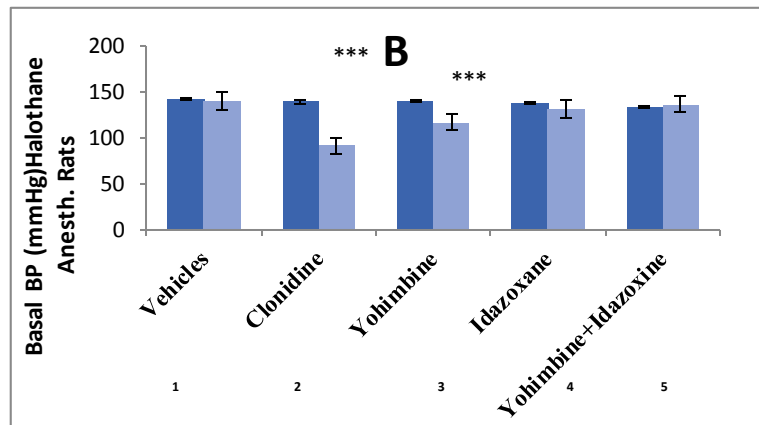 B
***
***
Basal BP (mmHg)Halothane
Anesth. Rats
200
150
100
50
0
Vehicles
Clonidine
Yohimbine
Idazoxane
Yohimbine+Idazoxine
1 2 3 4 5